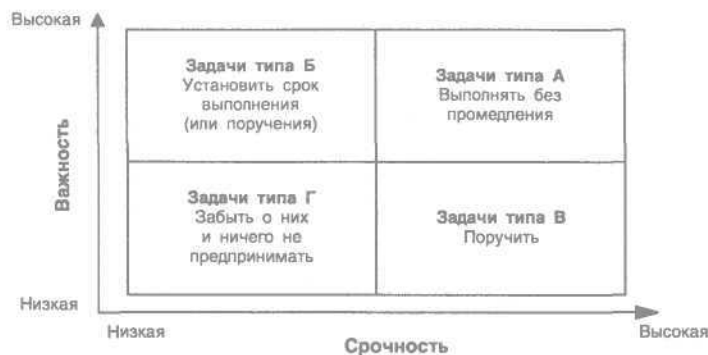 Высокая
Задачи типа Б
Установить срок
выполнения
(или поручения)
Задачи типа А
Выполнять без
промедления
Важность
Задачи типа Г
Забыть о них
и ничего не
предпринимать
Задачи типа В
Поручить
Низкая
Низкая
Срочность
Высокая